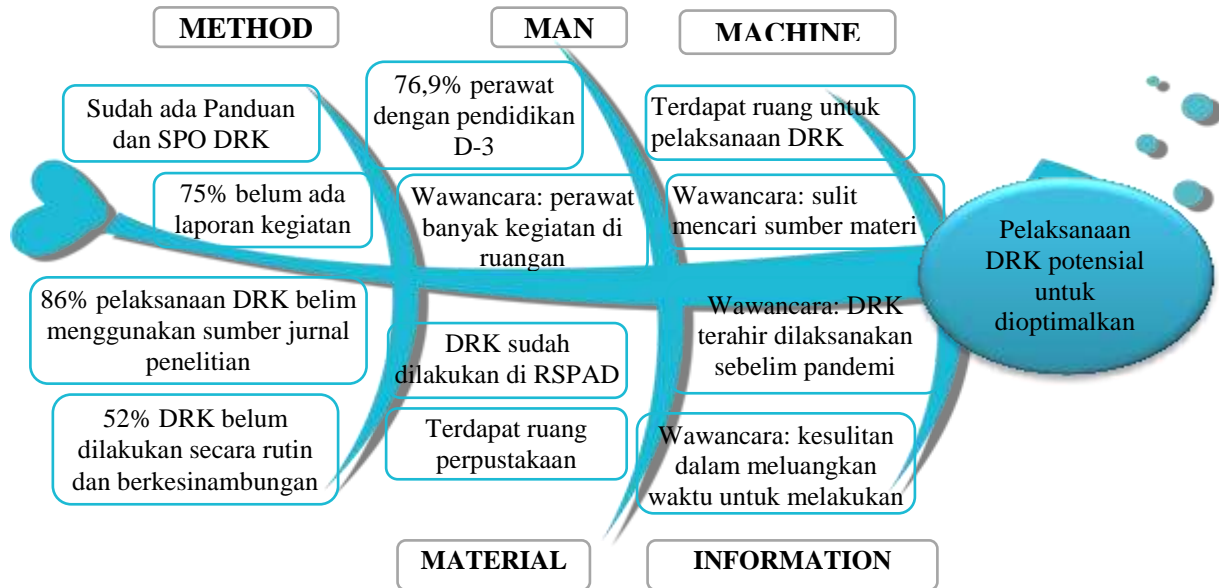 METHOD
MAN
MACHINE
Sudah ada Panduan
dan SPO DRK
76,9% perawat
dengan pendidikan
D-3
Terdapat ruang untuk
pelaksanaan DRK
75% belum ada
laporan kegiatan
Wawancara: perawat
banyak kegiatan di
ruangan
Wawancara: sulit
mencari sumber materi
Pelaksanaan
DRK potensial
untuk
dioptimalkan
86% pelaksanaan DRK belim
menggunakan sumber jurnal
penelitian
DRK sudah
dilakukan di RSPAD
Wawancara: DRK
terahir dilaksanakan
sebelim pandemi
52% DRK belum
dilakukan secara rutin
dan berkesinambungan
Terdapat ruang
perpustakaan
Wawancara: kesulitan
dalam meluangkan
waktu untuk melakukan
MATERIAL
INFORMATION